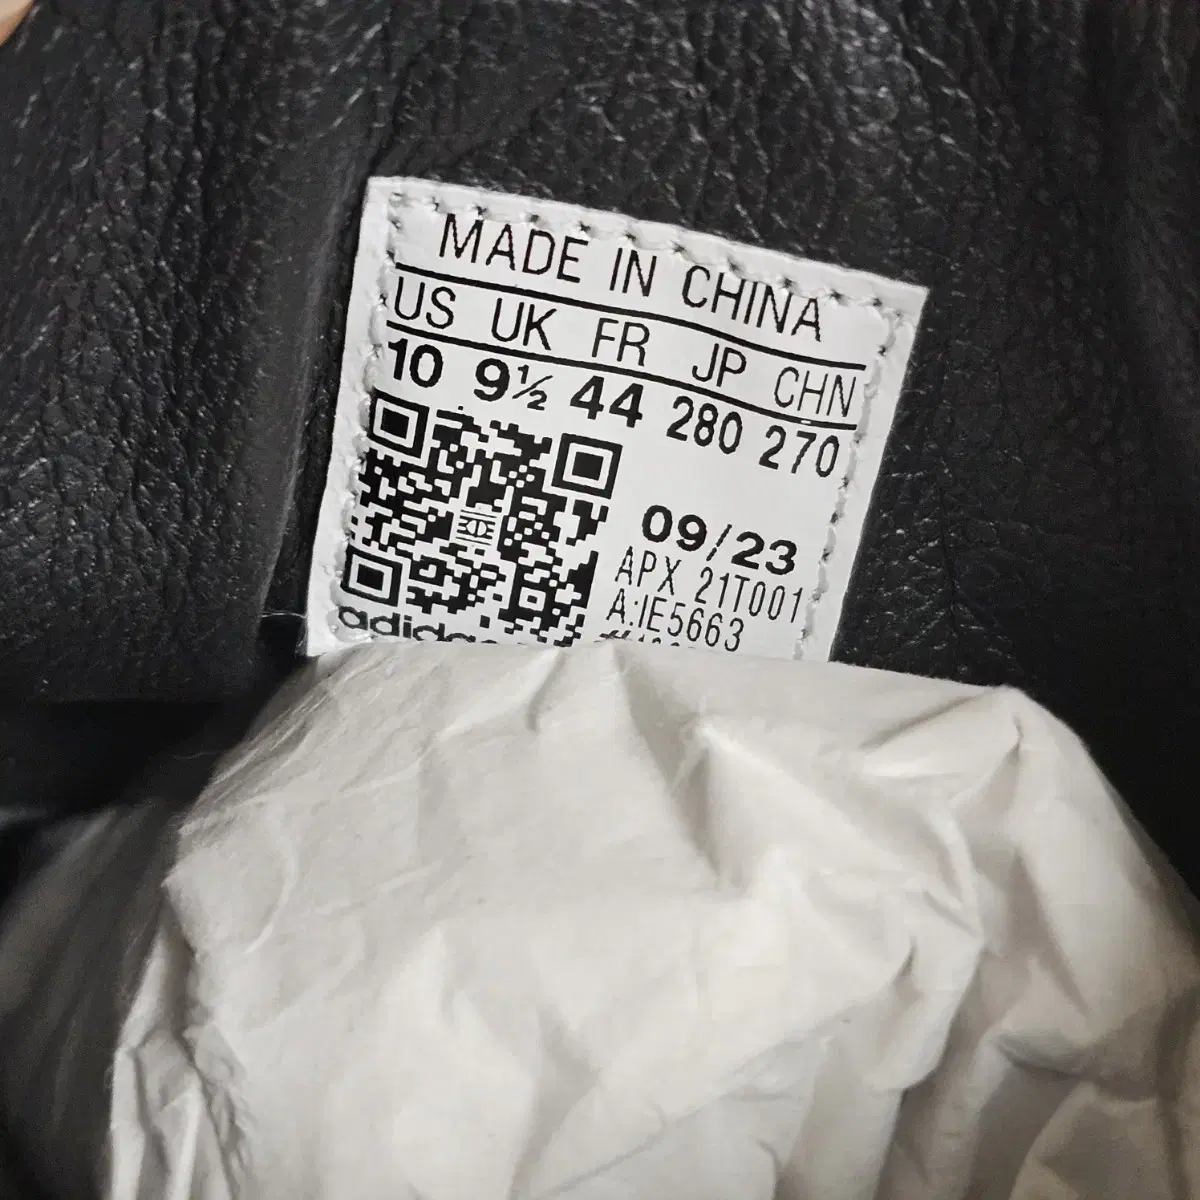 MADE IN CHINA
US UK FR JP CHN
10 9½ 44 280 270
09/23
APX 21T001
A:IE5663
adidas